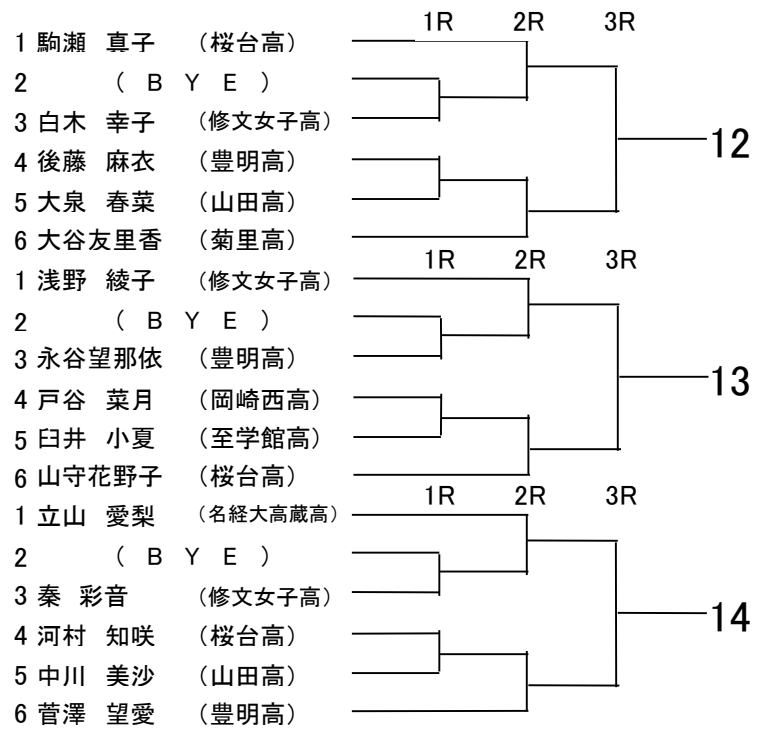 1R 2R 3R
1 駒瀬 真子 （桜台高）
2 （ B Y E ）
3 白木 幸子 （修文女子高）
12
4 後藤 麻衣 （豊明高）
5 大泉 春菜 （山田高）
6 大谷友里香 （菊里高）
1R 2R 3R
1 浅野 綾子 （修文女子高）
2 （ B Y E ）
3 永谷望那依 （豊明高）
13
4 戸谷 菜月 （岡崎西高）
5 臼井 小夏 （至学館高）
6 山守花野子 （桜台高）
1R 2R 3R
1 立山 愛梨 （名経大高蔵高）
2 （ B Y E ）
3 秦 彩音 （修文女子高）
14
4 河村 知咲 （桜台高）
5 中川 美沙 （山田高）
6 菅澤 望愛 （豊明高）